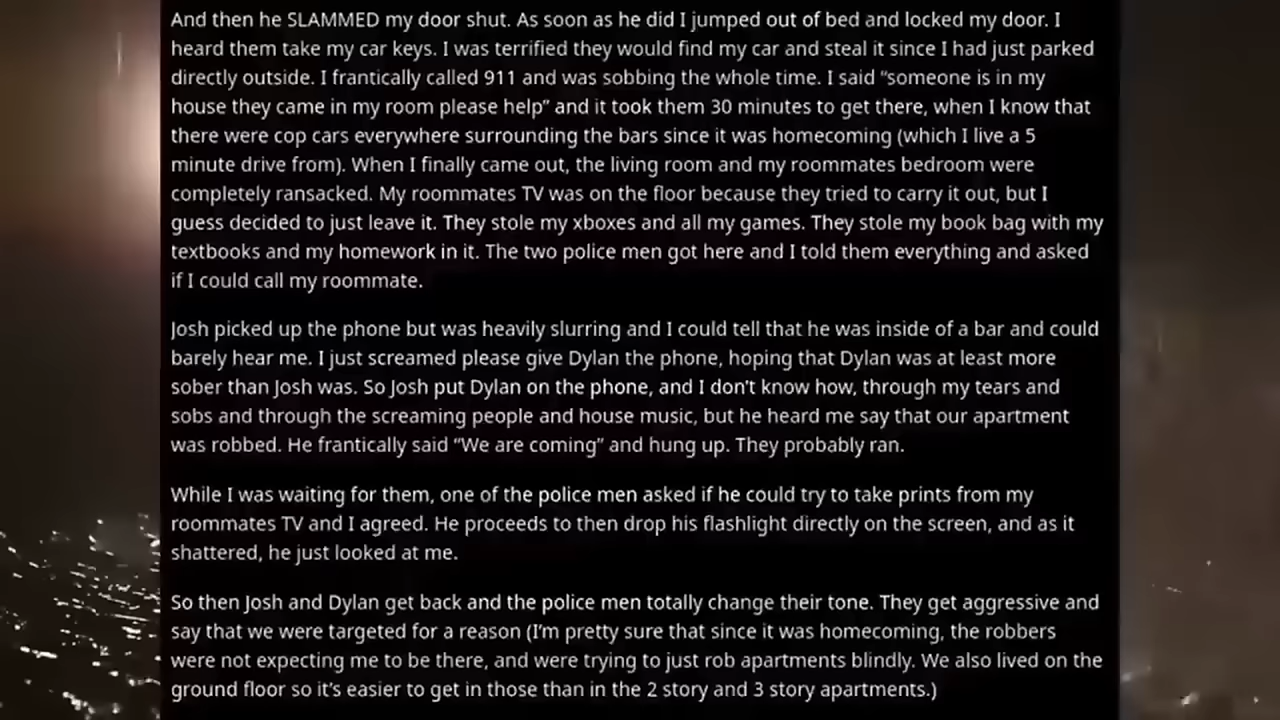 And then he SLAMMED my door shut. As soon as he did I jumped out of bed and locked my door. I
heard them take my car keys. I was terrified they would find my car and steal it since I had just parked
directly outside. I frantically called 911 and was sobbing the whole time. I said “someone is in my
house they came in my room please help” and it took them 30 minutes to get there, when I know that
there were cop cars everywhere surrounding the bars since it was homecoming (which I live a 5
minute drive from). When I finally came out, the living room and my roommates bedroom were
completely ransacked. My roommates TV was on the floor because they tried to carry it out, but I
guess decided to just leave it. They stole my xboxes and all my games. They stole my book bag with my
textbooks and my homework in it. The two police men got here and I told them everything and asked
if I could call my roommate.
Josh picked up the phone but was heavily slurring and I could tell that he was inside of a bar and could
barely hear me. I just screamed please give Dylan the phone, hoping that Dylan was at least more
sober than Josh was. So Josh put Dylan on the phone, and I don’t know how, through my tears and
sobs and through the screaming people and house music, but he heard me say that our apartment
was robbed. He frantically said “We are coming” and hung up. They probably ran.
While I was waiting for them, one of the police men asked if he could try to take prints from my
roommates TV and I agreed. He proceeds to then drop his flashlight directly on the screen, and as it
shattered, he just looked at me.
So then Josh and Dylan get back and the police men totally change their tone. They get aggressive and
say that we were targeted for a reason (I’m pretty sure that since it was homecoming, the robbers
were not expecting me to be there, and were trying to just rob apartments blindly. We also lived on the
ground floor so it’s easier to get in those than in the 2 story and 3 story apartments.)